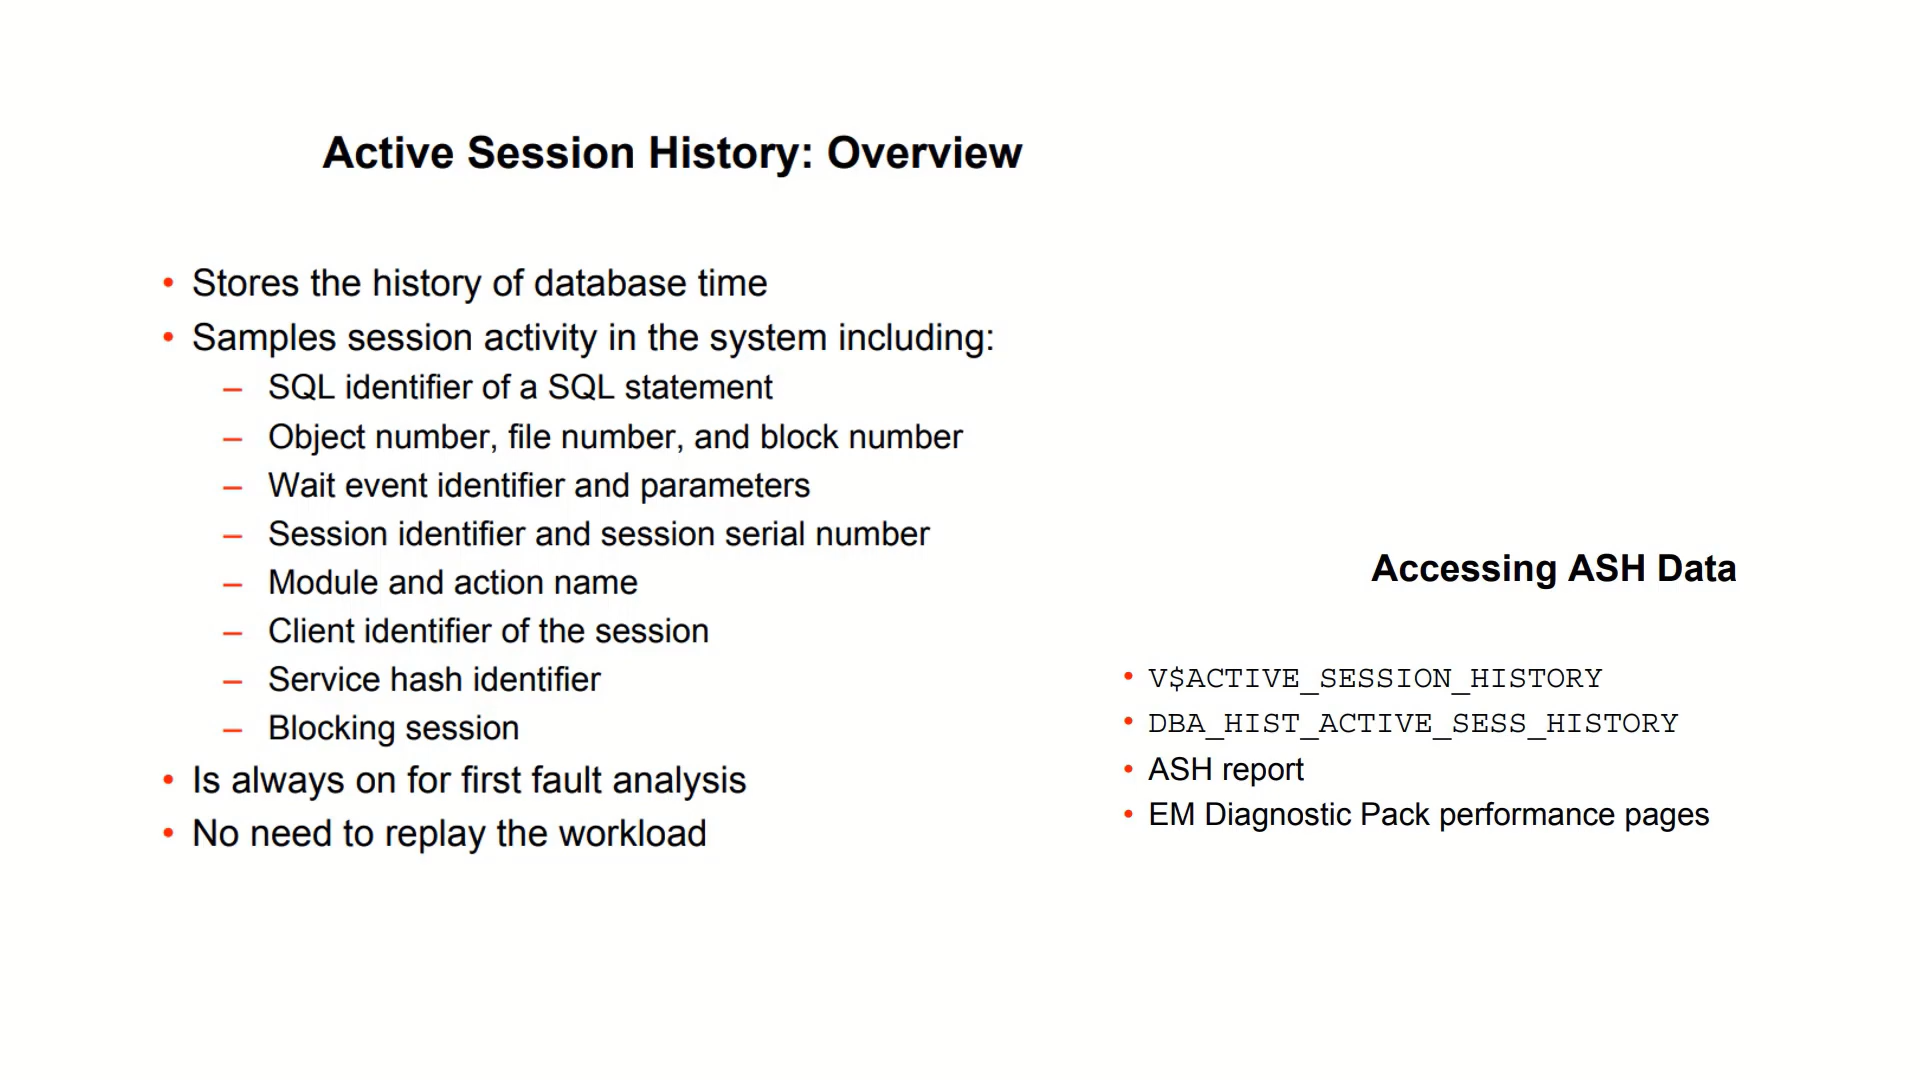 Active Session History: Overview
• Stores the history of database time
• Samples session activity in the system including:
– SQL identifier of a SQL statement
– Object number, file number, and block number
– Wait event identifier and parameters
– Session identifier and session serial number
– Module and action name
– Client identifier of the session
– Service hash identifier
– Blocking session
• Is always on for first fault analysis
• No need to replay the workload
Accessing ASH Data
• V$ACTIVE_SESSION_HISTORY
• DBA_HIST_ACTIVE_SESS_HISTORY
• ASH report
• EM Diagnostic Pack performance pages